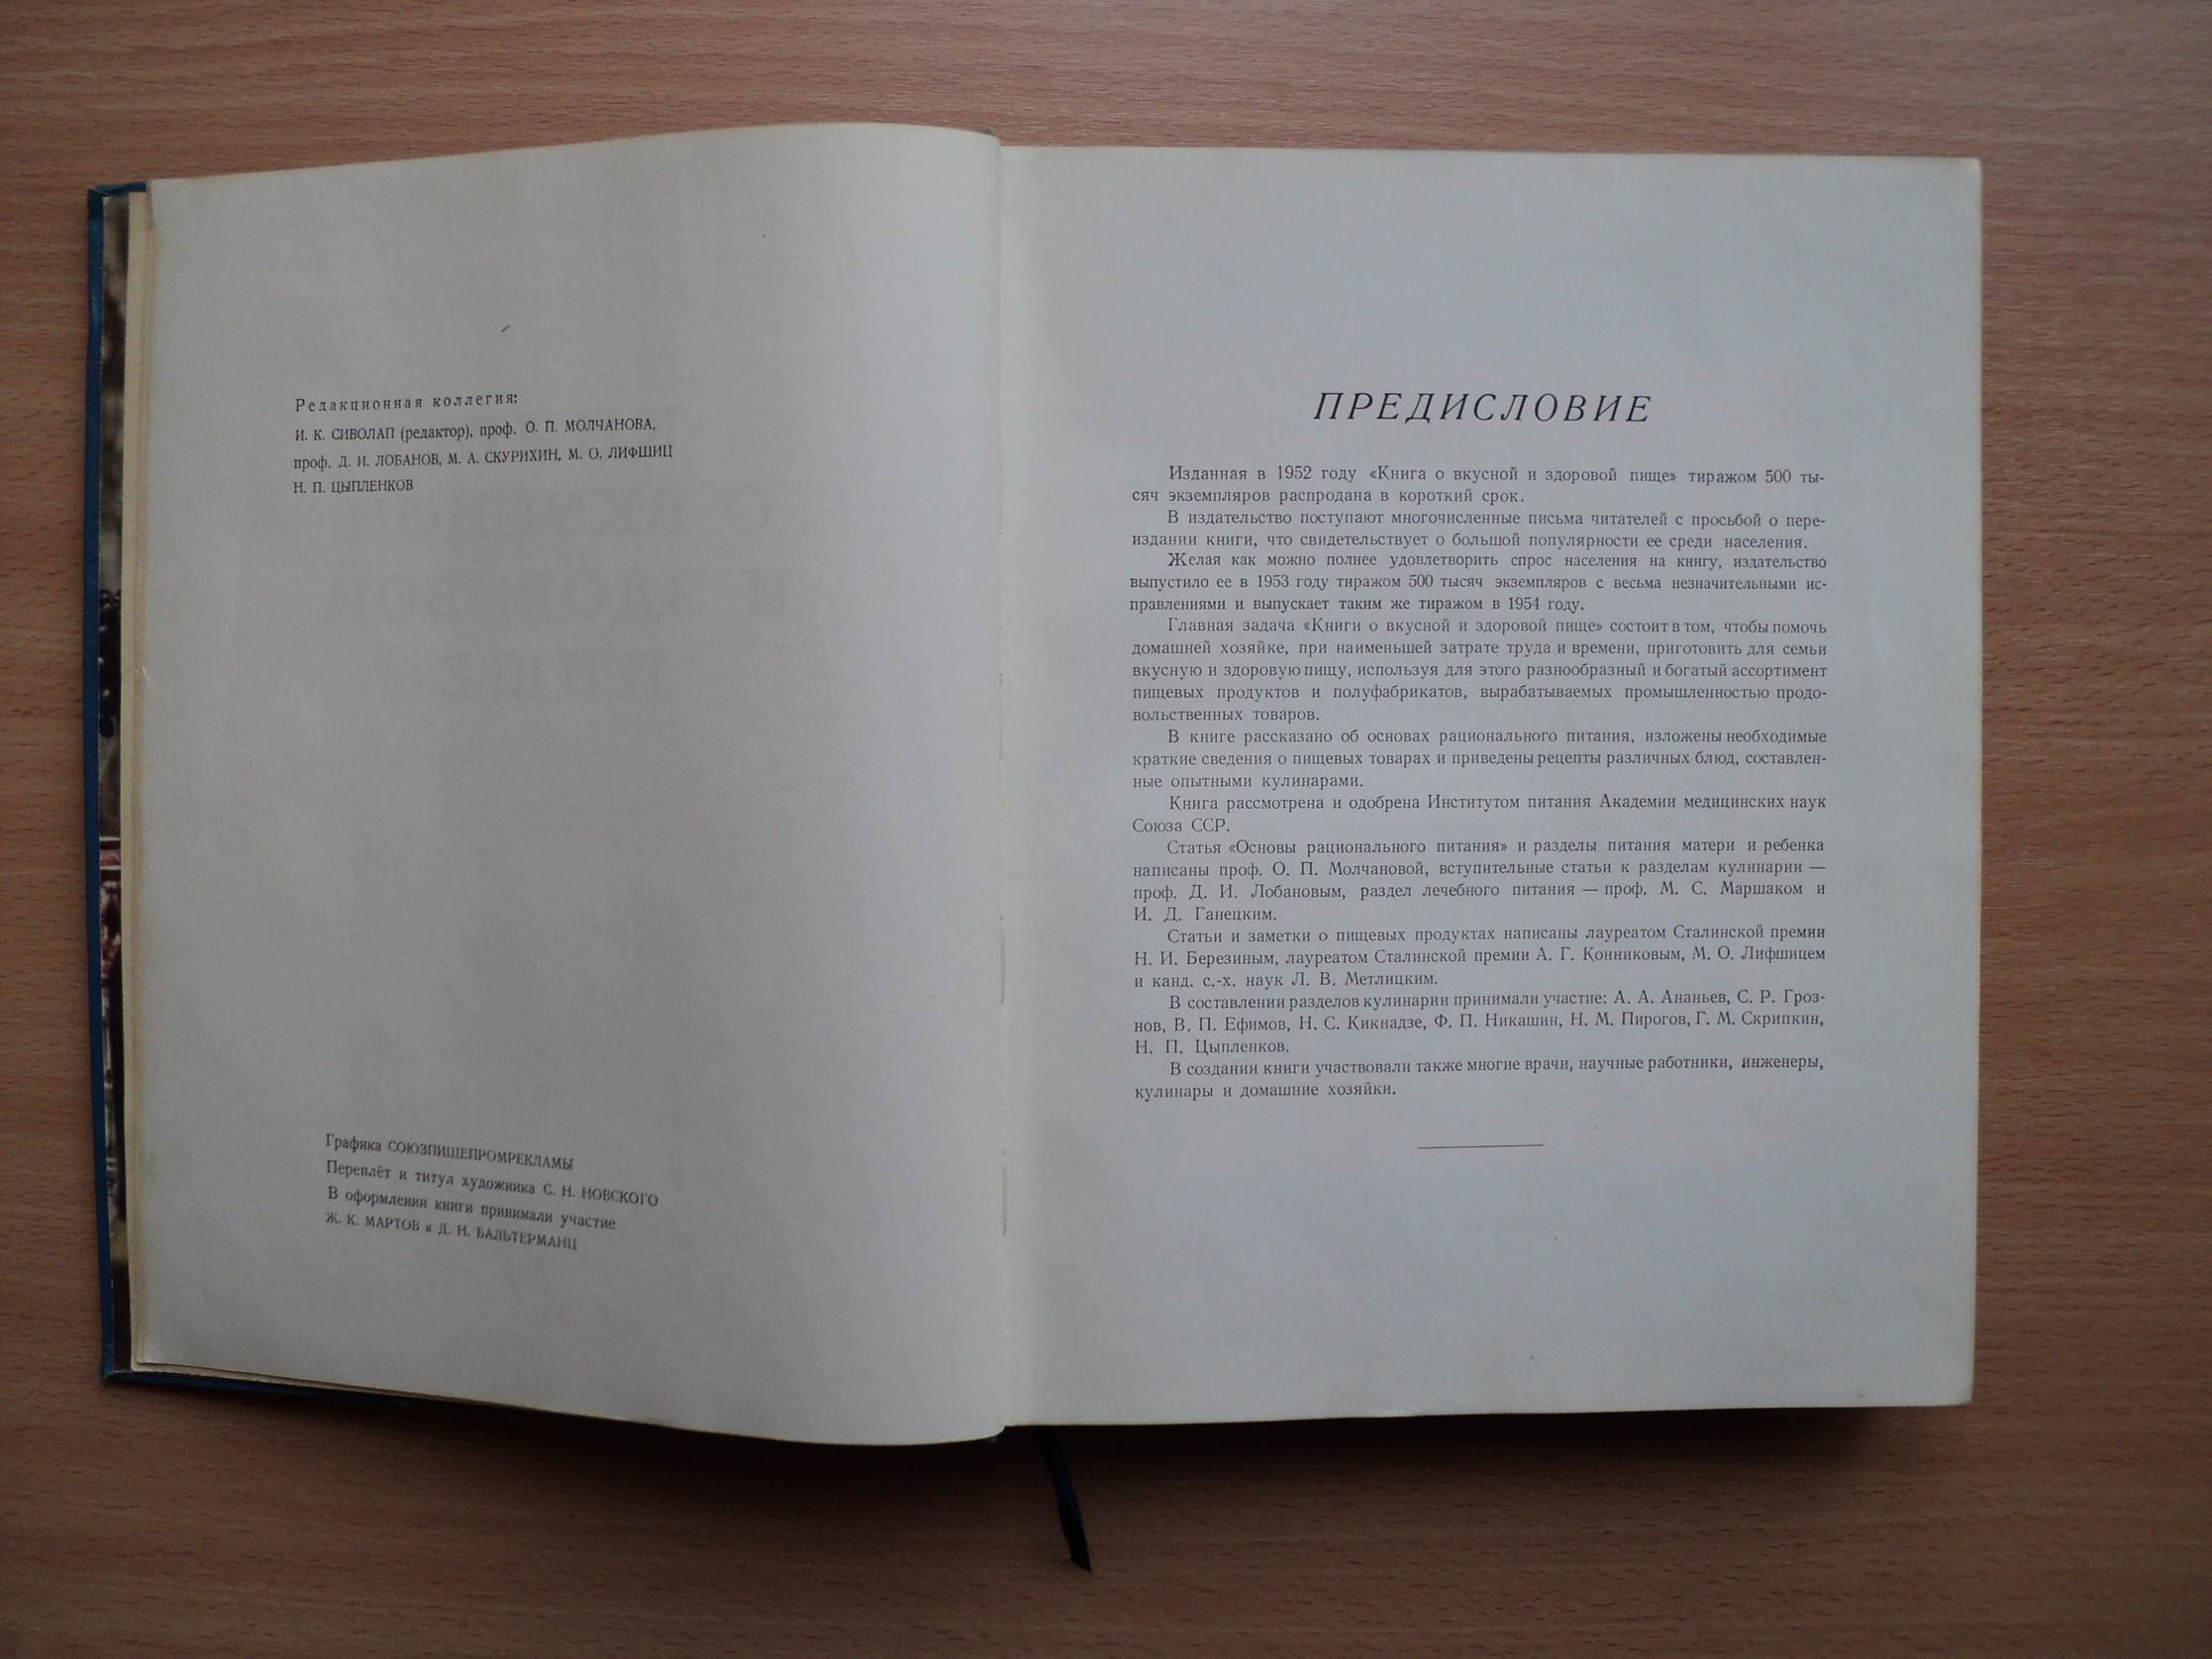 Редакционная коллегия:
И. К. СИВОЛАП (редактор), проф. О. П. МОЛЧАНОВА,
проф. Д. И. ЛОБАНОВ, М. А. СКУРИХИН, М. О. ЛИФШИЦ
Н. П. ЦЫПЛЕНКОВ
Графика СОЮЗПИЩЕПРОМРЕКЛАМЫ
Переплёт и титул художника С. Н. НОВСКОГО
В оформлении книги принимали участие
Ж. К. МАРТОВ и Д. Н. БАЛЬТЕРМАНЦ
ПРЕДИСЛОВИЕ
Изданная в 1952 году «Книга о вкусной и здоровой пище» тиражом 500 ты-
сяч экземпляров распродана в короткий срок.
В издательство поступают многочисленные письма читателей с просьбой о пере-
издании книги, что свидетельствует о большой популярности ее среди населения.
Желая как можно полнее удовлетворить спрос населения на книгу, издательство
выпустило ее в 1953 году тиражом 500 тысяч экземпляров с весьма незначительными ис-
правлениями и выпускает таким же тиражом в 1954 году.
Главная задача «Книги о вкусной и здоровой пище» состоит в том, чтобы помочь
домашней хозяйке, при наименьшей затрате труда и времени, приготовить для семьи
вкусную и здоровую пищу, используя для этого разнообразный и богатый ассортимент
пищевых продуктов и полуфабрикатов, вырабатываемых промышленностью продо-
вольственных товаров.
В книге рассказано об основах рационального питания, изложены необходимые
краткие сведения о пищевых товарах и приведены рецепты различных блюд, составлен-
ные опытными кулинарами.
Книга рассмотрена и одобрена Институтом питания Академии медицинских наук
Союза ССР.
Статья «Основы рационального питания» и разделы питания матери и ребенка
написаны проф. О. П. Молчановой, вступительные статьи к разделам кулинарии —
проф. Д. И. Лобановым, раздел лечебного питания — проф. М. С. Маршаком и
И. Д. Ганецким.
Статьи и заметки о пищевых продуктах написаны лауреатом Сталинской премии
Н. И. Березиным, лауреатом Сталинской премии А. Г. Конниковым, М. О. Лифшицем
и канд. с.-х. наук Л. В. Метлицким.
В составлении разделов кулинарии принимали участие: А. А. Ананьев, С. Р. Гроз-
нов, В. П. Ефимов, Н. С. Кикнадзе, Ф. П. Никашин, Н. М. Пирогов, Г. М. Скрипкин,
Н. П. Цыпленков.
В создании книги участвовали также многие врачи, научные работники, инженеры,
кулинары и домашние хозяйки.